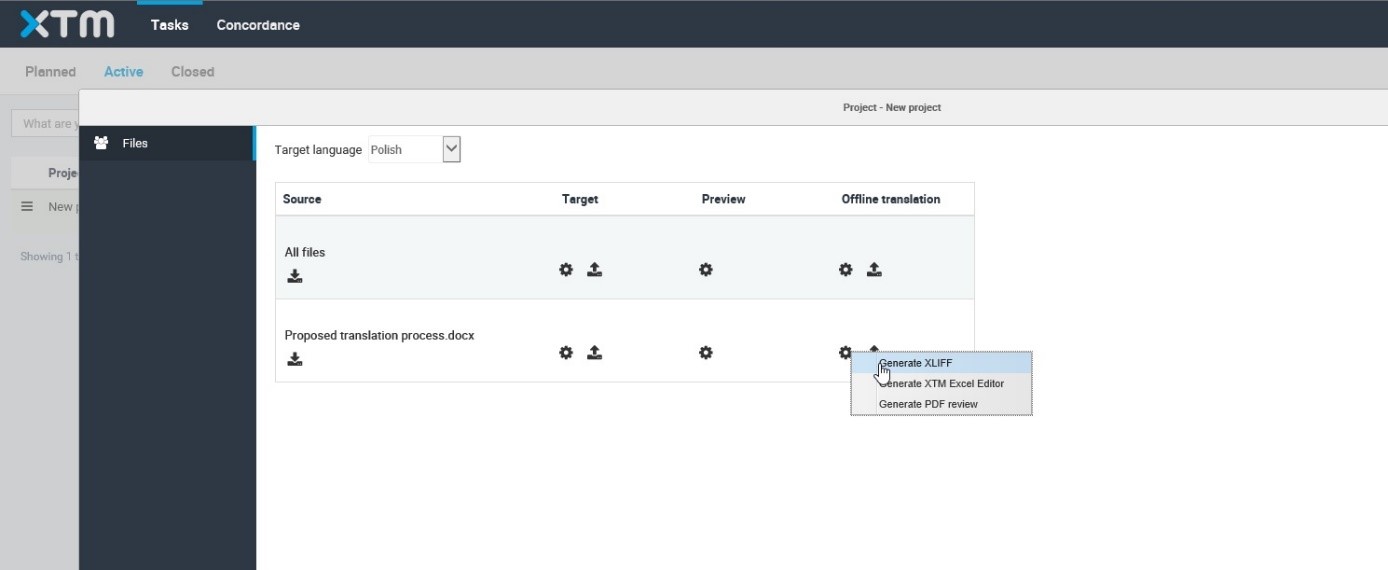 XTM Tasks Concordance
Planned Active Closed
Project - New project
What are y
Files
Target language Polish
Proje
Source Target Preview Offline translation
New p
All files
Showing 1 t
Proposed translation process.docx
Generate XLIFF
Generate XTM Excel Editor
Generate PDF review